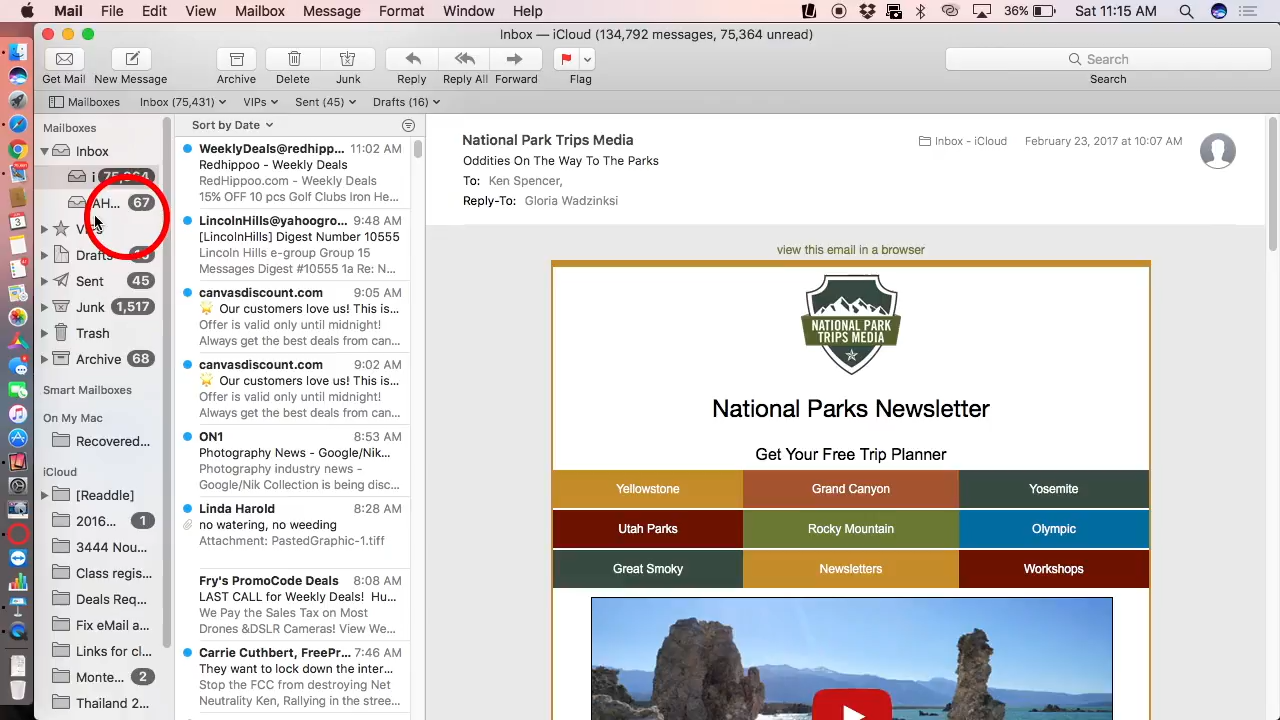 Mail File Edit View Mailbox Message Format Window Help 36% Sat 11:15 AM
Inbox — iCloud (134,792 messages, 75,364 unread)
Get Mail New Message Archive Delete Junk Reply Reply All Forward Flag Search
Search
Mailboxes Inbox (75,431) VIPs Sent (45) Drafts (16)
Mailboxes
Inbox
i 75,364
AH... 67
Drafts
Sent 45
Junk 1,517
Trash
Archive 68
Smart Mailboxes
On My Mac
Recovered...
iCloud
[Readdle]
2016... 1
3444 Nou...
Class regis...
Deals Req...
Fix eMail a...
Links for cl...
Monte... 2
Thailand 2...
Sort by Date
WeeklyDeals@redhipp... 11:02 AM
Redhippoo - Weekly Deals
RedHippoo.com - Weekly Deals
15% OFF 10 pcs Golf Clubs Iron He...
LincolnHills@yahoogro... 9:48 AM
[LincolnHills] Digest Number 10555
Lincoln Hills e-group Group 15
Messages Digest #10555 1a Re: N...
canvasdiscount.com 9:05 AM
Our customers love us! This is...
Offer is valid only until midnight!
Always get the best deals from can...
canvasdiscount.com 9:02 AM
Our customers love us! This is...
Offer is valid only until midnight!
Always get the best deals from can...
ON1 8:53 AM
Photography News - Google/Nik...
Photography industry news -
Google/Nik Collection is being disc...
Linda Harold 8:28 AM
no watering, no weeding
Attachment: PastedGraphic-1.tiff
Fry's PromoCode Deals 8:08 AM
LAST CALL for Weekly Deals! Hu...
We Pay the Sales Tax on Most
Drones &DSLR Cameras! View We...
Carrie Cuthbert, FreePr... 7:46 AM
They want to lock down the inter...
Stop the FCC from destroying Net
Neutrality Ken, Rallying in the stree...
National Park Trips Media Inbox - iCloud February 23, 2017 at 10:07 AM
Oddities On The Way To The Parks
To: Ken Spencer,
Reply-To: Gloria Wadzinski
view this email in a browser
NATIONAL PARK
TRIPS MEDIA
National Parks Newsletter
Get Your Free Trip Planner
Yellowstone Grand Canyon Yosemite
Utah Parks Rocky Mountain Olympic
Great Smoky Newsletters Workshops